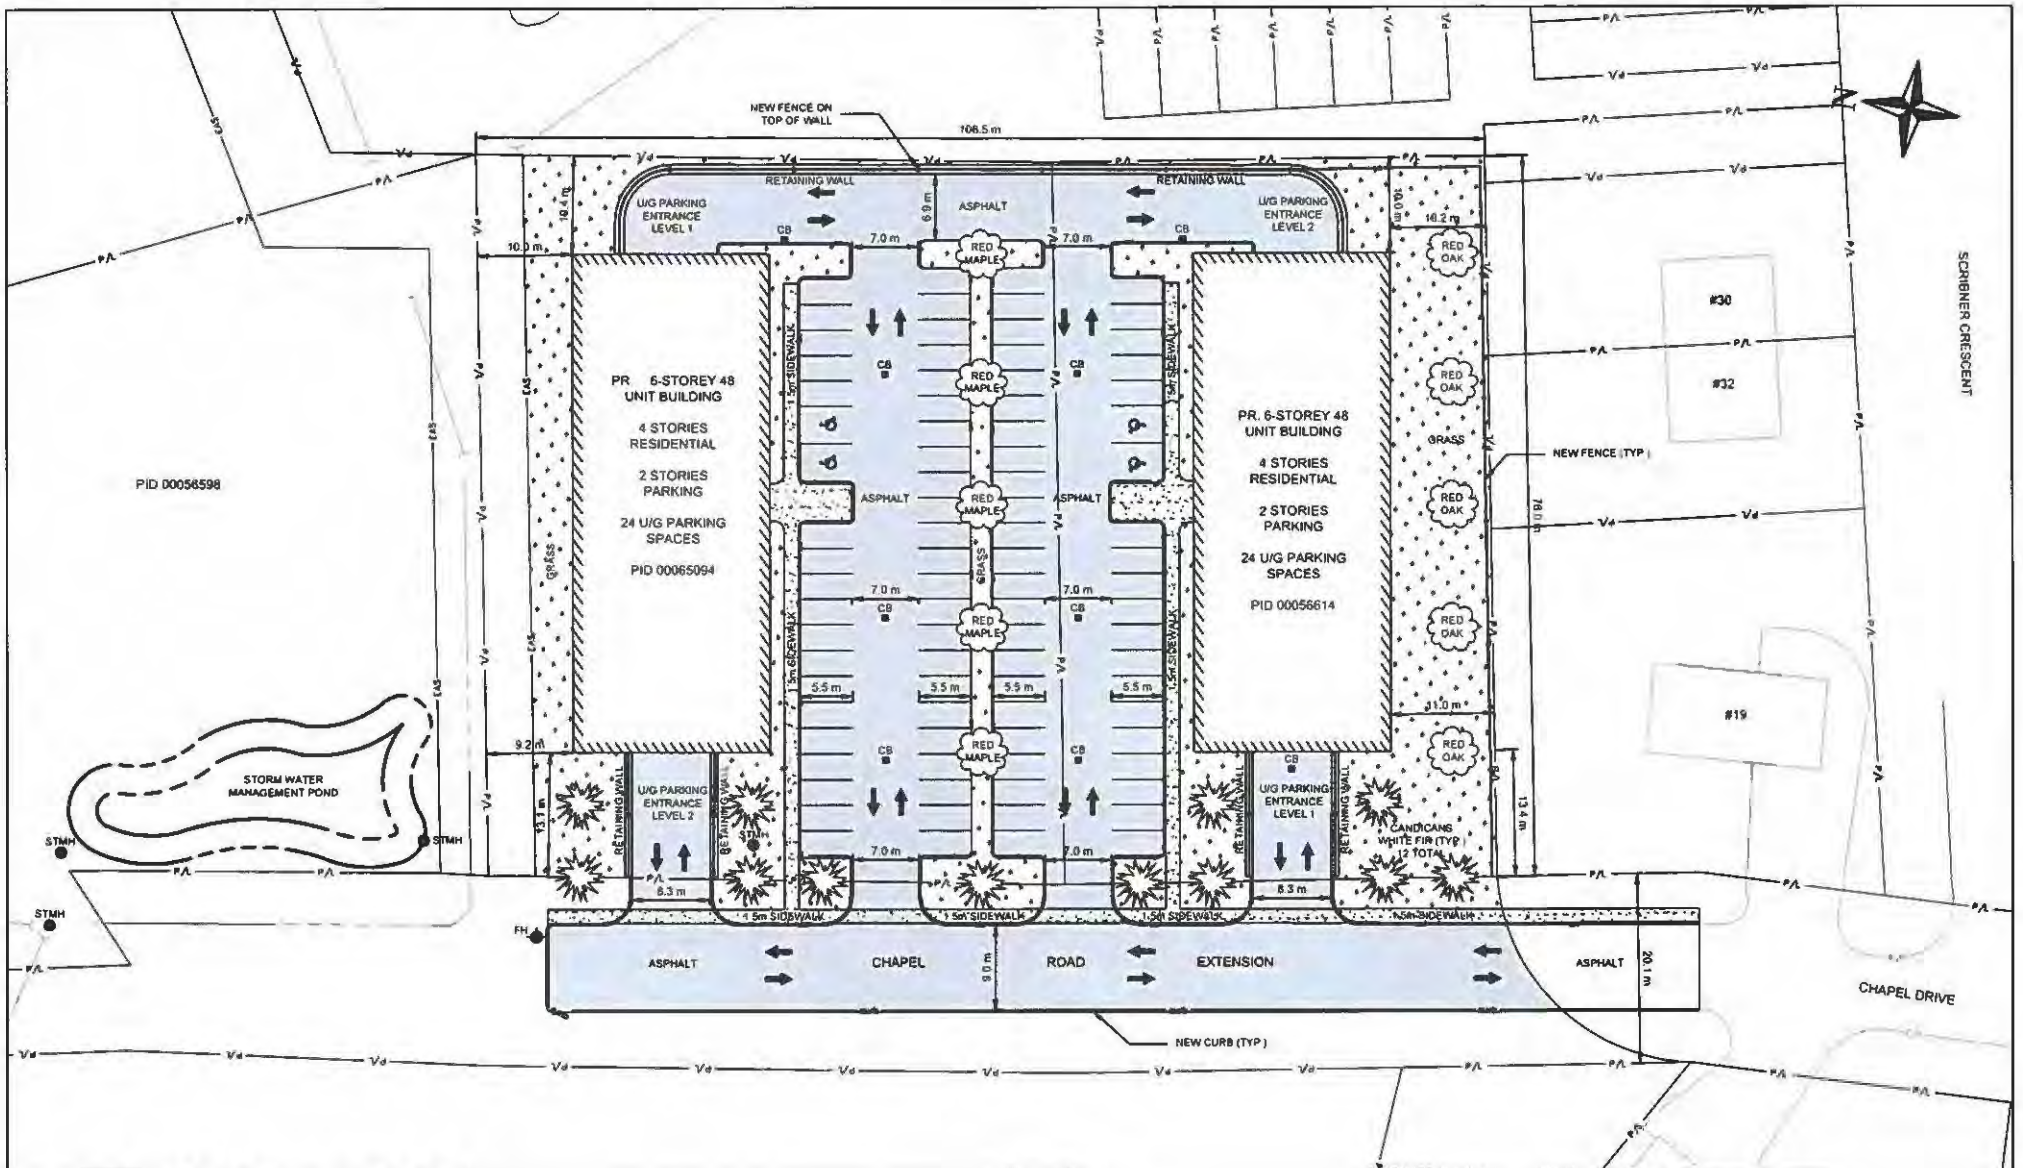 NEW FENCE ON
TOP OF WALL
106.5 m
RETAINING WALL
RETAINING WALL
U/G PARKING
ENTRANCE
LEVEL 1
10.4 m
6.9 m
ASPHALT
U/G PARKING
ENTRANCE
LEVEL 2
10.0 m
16.2 m
CB
CB
10.0 m
7.0 m
7.0 m
RED
MAPLE
RED
OAK
SCRIBNER CRESCENT
#30
#32
1.5m SIDEWALK
1.5m SIDEWALK
CB
CB
RED
MAPLE
RED
OAK
PR. 6-STOREY 48
UNIT BUILDING
4 STORIES
RESIDENTIAL
2 STORIES
PARKING
24 U/G PARKING
SPACES
PID 00065094
PR. 6-STOREY 48
UNIT BUILDING
4 STORIES
RESIDENTIAL
2 STORIES
PARKING
24 U/G PARKING
SPACES
PID 00056614
GRASS
NEW FENCE (TYP)
PID 00056598
ASPHALT
RED
MAPLE
ASPHALT
RED
OAK
78.0 m
GRASS
GRASS
7.0 m
7.0 m
CB
CB
RED
MAPLE
RED
OAK
1.5m SIDEWALK
1.5m SIDEWALK
5.5 m
5.5 m
5.5 m
5.5 m
11.0 m
#19
9.2 m
CB
CB
RED
MAPLE
RED
OAK
CB
STORM WATER
MANAGEMENT POND
13.1 m
RETAINING WALL
U/G PARKING
ENTRANCE
LEVEL 2
RETAINING WALL
RETAINING WALL
U/G PARKING
ENTRANCE
LEVEL 1
RETAINING WALL
13.4 m
CANDICANS
WHITE FIR (TYP)
12 TOTAL
STMH
STMH
STMH
7.0 m
7.0 m
6.3 m
6.3 m
STMH
1.5m SIDEWALK
1.5m SIDEWALK
1.5m SIDEWALK
1.5m SIDEWALK
FH
ASPHALT
CHAPEL
9.0 m
ROAD
EXTENSION
ASPHALT
20.1 m
CHAPEL DRIVE
NEW CURB (TYP)